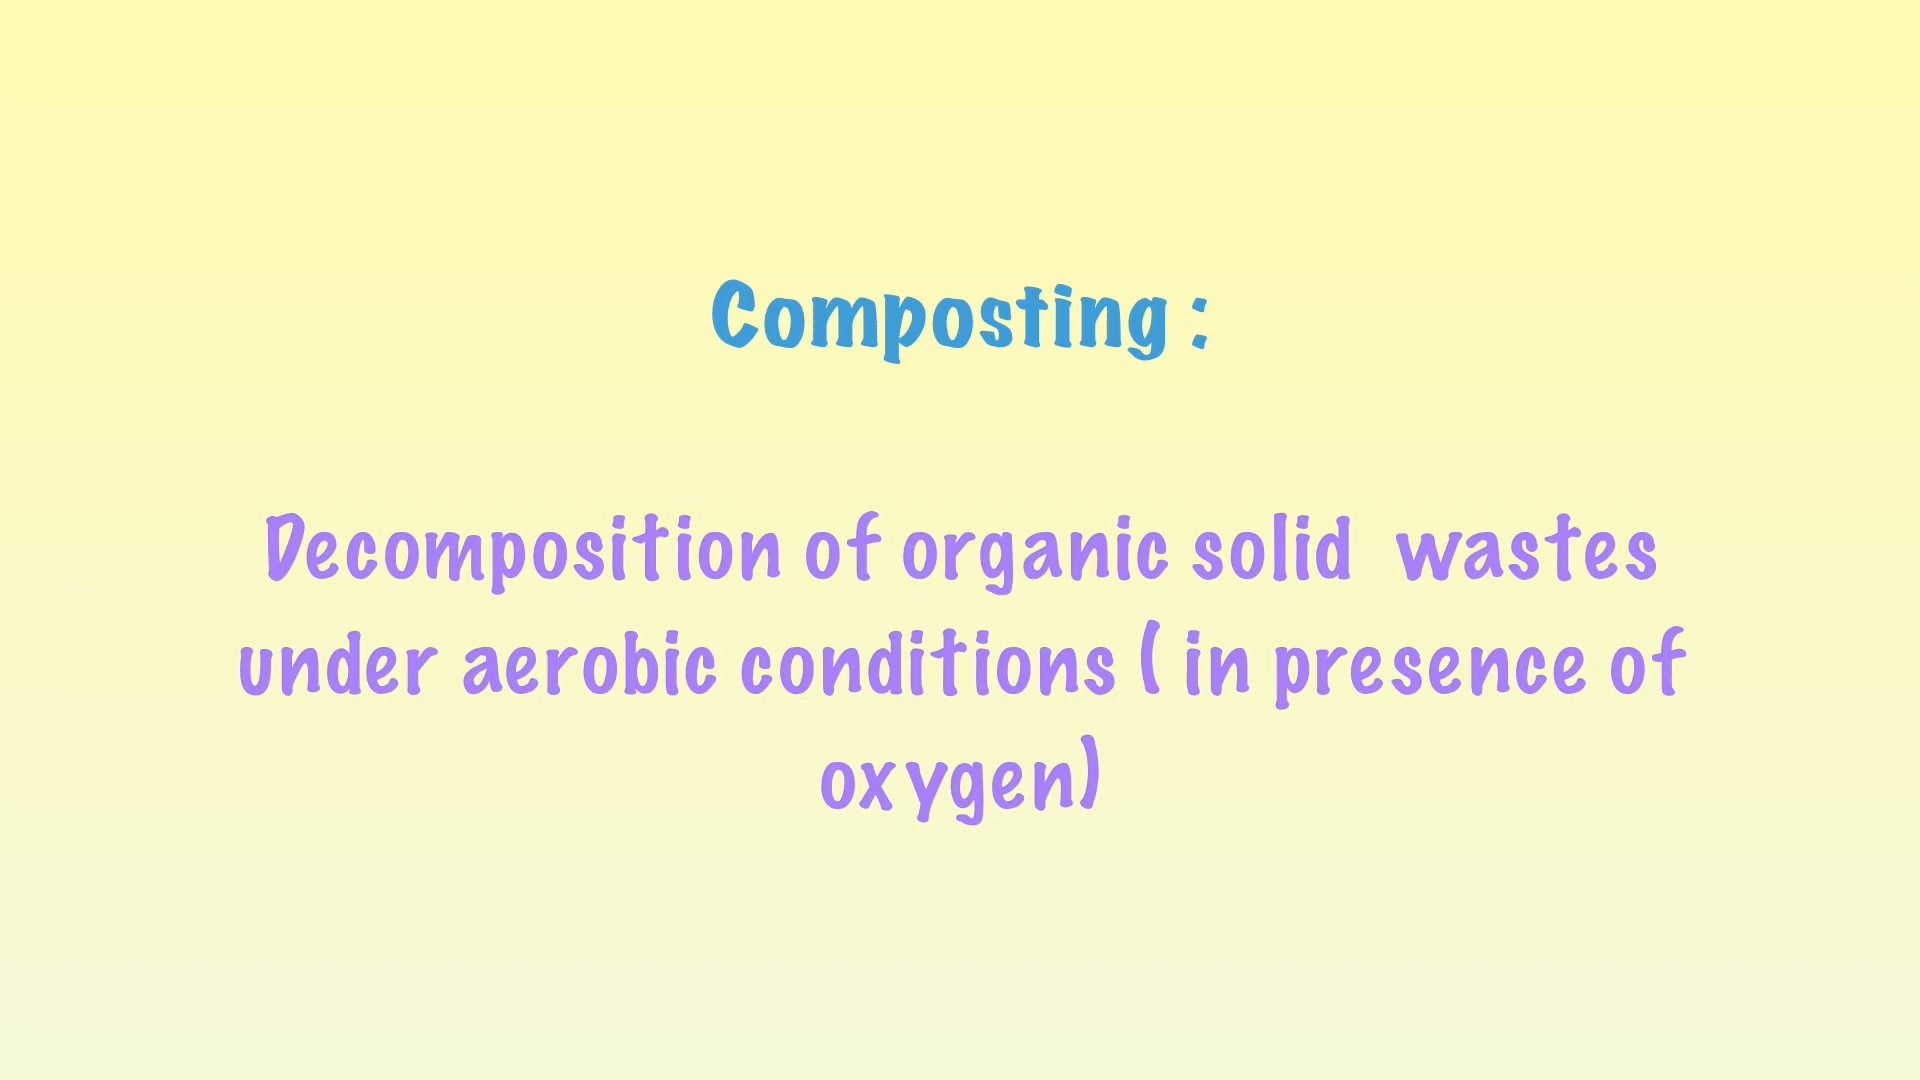 Composting :
Decomposition of organic solid  wastes
under aerobic conditions ( in presence of
oxygen)